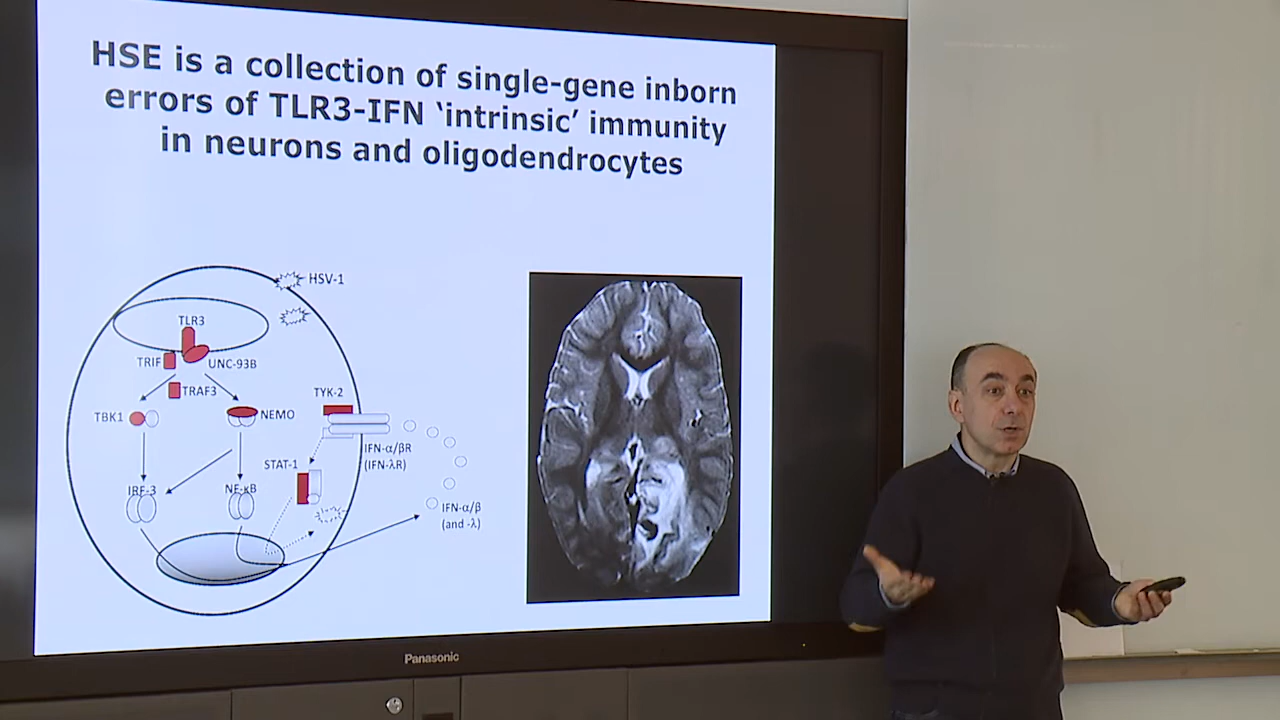 HSE is a collection of single-gene inborn
errors of TLR3-IFN ‘intrinsic’ immunity
in neurons and oligodendrocytes
HSV-1
TLR3
TRIF
UNC-93B
TRAF3
TYK-2
TBK1
NEMO
IFN-α/βR
(IFN-λR)
STAT-1
IRF-3
NF-κB
IFN-α/β
(and -λ)
Panasonic